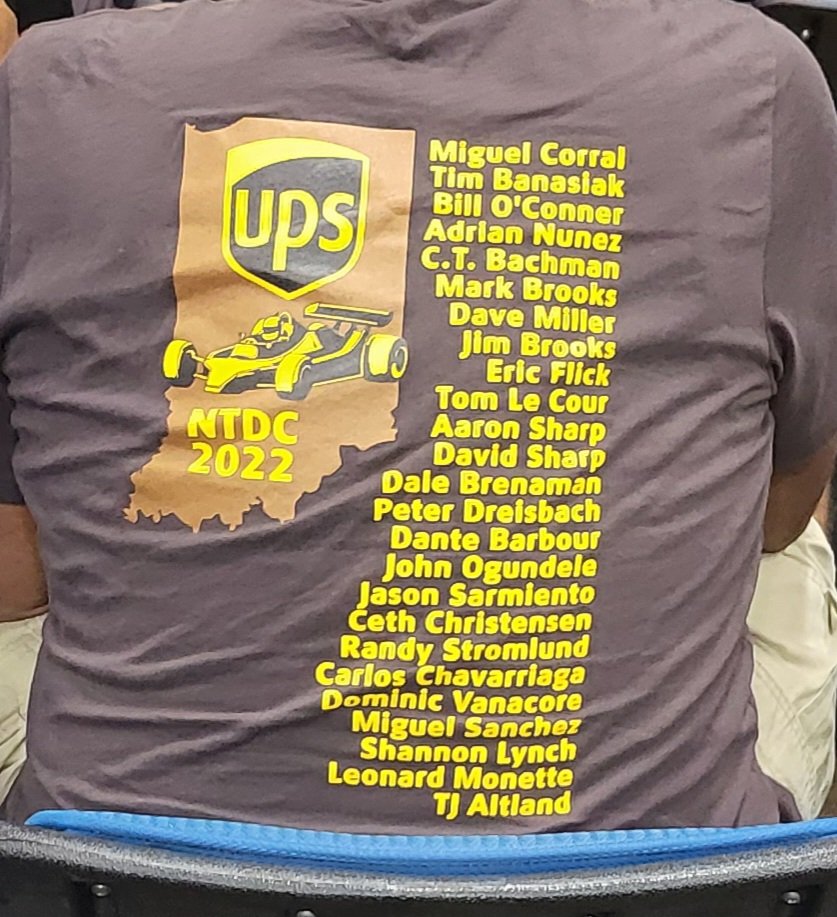 ups
NTDC
2022
Miguel Corral
Tim Banasiak
Bill O'Conner
Adrian Nunez
C.T. Bachman
Mark Brooks
Dave Miller
Jim Brooks
Eric Flick
Tom Le Cour
Aaron Sharp
David Sharp
Dale Brenaman
Peter Dreisbach
Dante Barbour
John Ogundele
Jason Sarmiento
Ceth Christensen
Randy Stromlund
Carlos Chavarriaga
Dominic Vanacore
Miguel Sanchez
Shannon Lynch
Leonard Monette
TJ Altland